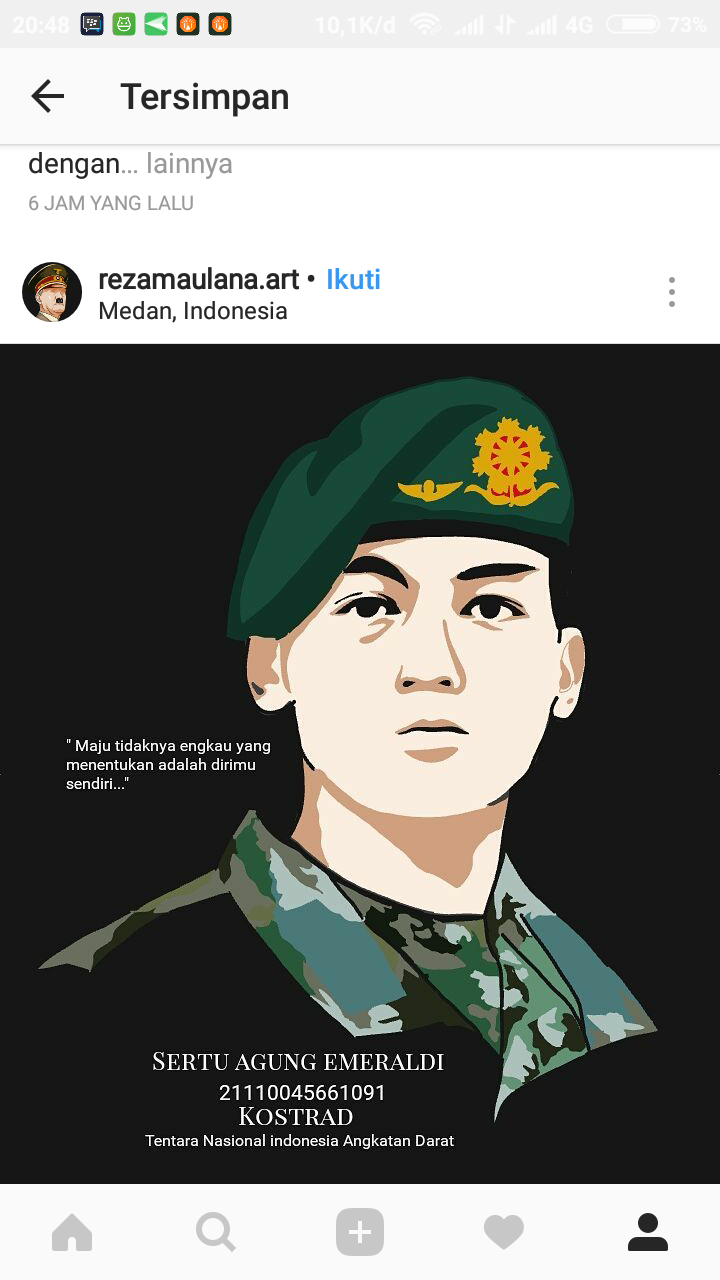 20:48 10,1K/d 4G 73%
Tersimpan
dengan... lainnya
6 JAM YANG LALU
rezamaulana.art • Ikuti
Medan, Indonesia
" Maju tidaknya engkau yang
menentukan adalah dirimu
sendiri..."
SERTU AGUNG EMERALDI
21110045661091
KOSTRAD
Tentara Nasional indonesia Angkatan Darat